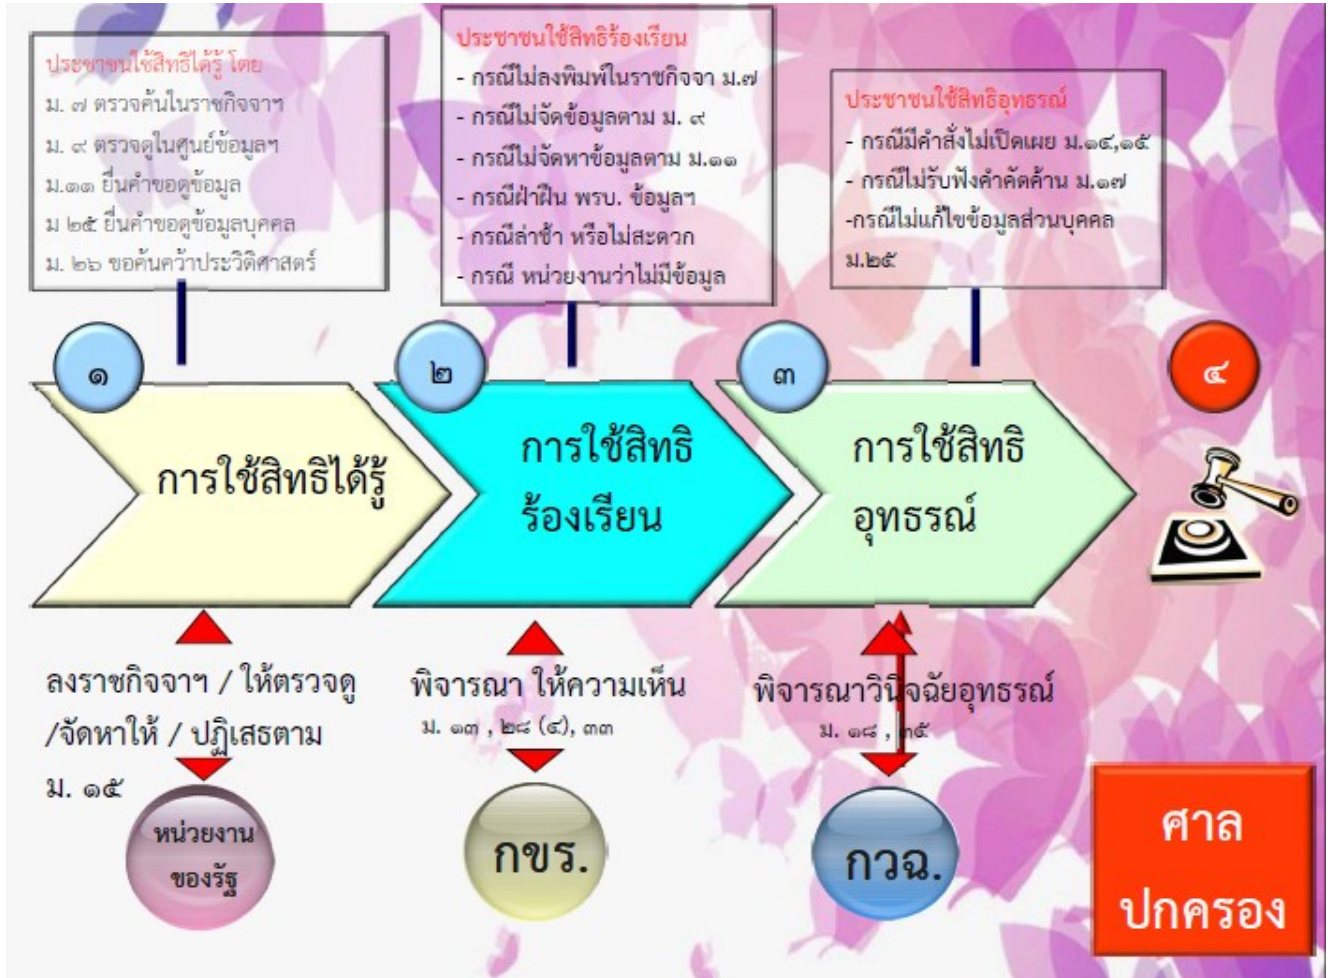 ประชาชนใช้สิทธิได้รู้ โดย
ม. ๗ ตรวจค้นในราชกิจจาฯ
ม. ๙ ตรวจดูในศูนย์ข้อมูลฯ
ม.๑๑ ยื่นคำขอดูข้อมูล
ม ๒๕ ยื่นคำขอดูข้อมูลบุคคล
ม. ๒๖ ขอค้นคว้าประวัติศาสตร์
ประชาชนใช้สิทธิร้องเรียน
- กรณีไม่ลงพิมพ์ในราชกิจจา ม.๗
- กรณีไม่จัดข้อมูลตาม ม. ๙
- กรณีไม่จัดหาข้อมูลตาม ม.๑๑
- กรณีฝ่าฝืน พรบ. ข้อมูลฯ
- กรณีล่าช้า หรือไม่สะดวก
- กรณี หน่วยงานว่าไม่มีข้อมูล
ประชาชนใช้สิทธิอุทธรณ์
- กรณีมีคำสั่งไม่เปิดเผย ม.๑๔,๑๕
- กรณีไม่รับฟังคำคัดค้าน ม.๑๗
-กรณีไม่แก้ไขข้อมูลส่วนบุคคล
ม.๒๕
๑
การใช้สิทธิได้รู้
๒
การใช้สิทธิ
ร้องเรียน
๓
การใช้สิทธิ
อุทธรณ์
๔
ลงราชกิจจาฯ / ให้ตรวจดู
/จัดหาให้ / ปฏิเสธตาม
ม. ๑๕
หน่วยงาน
ของรัฐ
พิจารณา ให้ความเห็น
ม. ๑๓ , ๒๘ (๔), ๓๓
กขร.
พิจารณาวินิจฉัยอุทธรณ์
ม. ๑๘ , ๓๕
กวฉ.
ศาล
ปกครอง